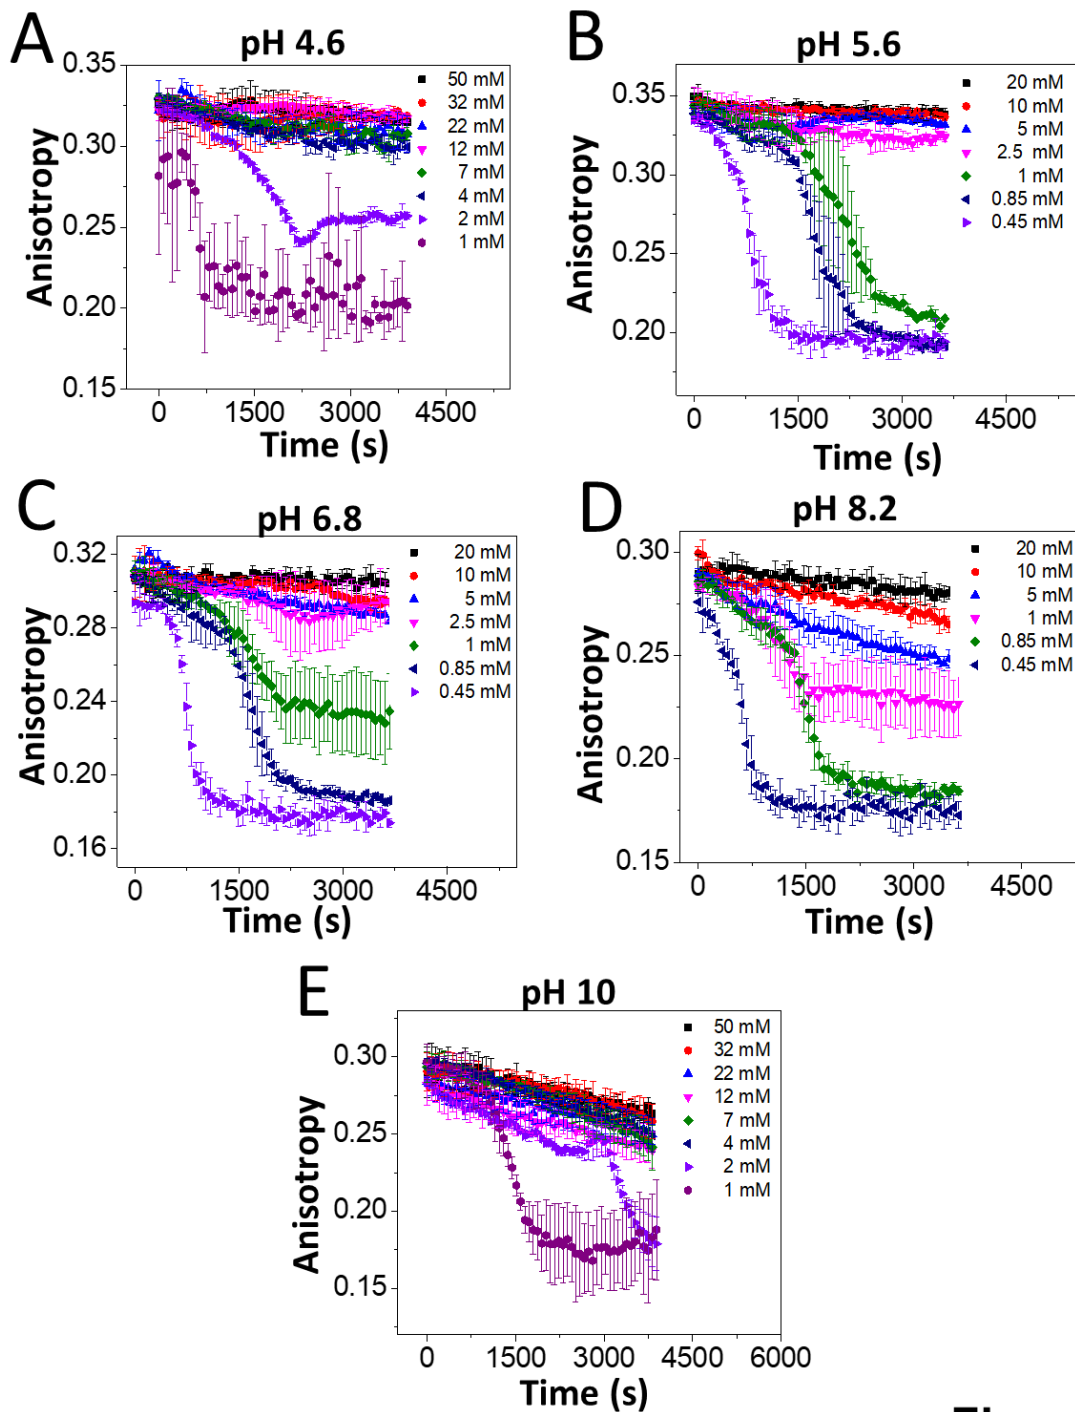 A
pH 4.6
Anisotropy
0.35
0.30
0.25
0.20
0.15
50 mM
32 mM
22 mM
12 mM
7 mM
4 mM
2 mM
1 mM
0
1500
3000
4500
Time (s)
B
pH 5.6
Anisotropy
0.35
0.30
0.25
0.20
20 mM
10 mM
5 mM
2.5 mM
1 mM
0.85 mM
0.45 mM
0
1500
3000
4500
Time (s)
C
pH 6.8
Anisotropy
0.32
0.28
0.24
0.20
0.16
20 mM
10 mM
5 mM
2.5 mM
1 mM
0.85 mM
0.45 mM
0
1500
3000
4500
Time (s)
D
pH 8.2
Anisotropy
0.30
0.25
0.20
0.15
20 mM
10 mM
5 mM
1 mM
0.85 mM
0.45 mM
0
1500
3000
4500
Time (s)
E
pH 10
Anisotropy
0.30
0.25
0.20
0.15
50 mM
32 mM
22 mM
12 mM
7 mM
4 mM
2 mM
1 mM
0
1500
3000
4500
6000
Time (s)